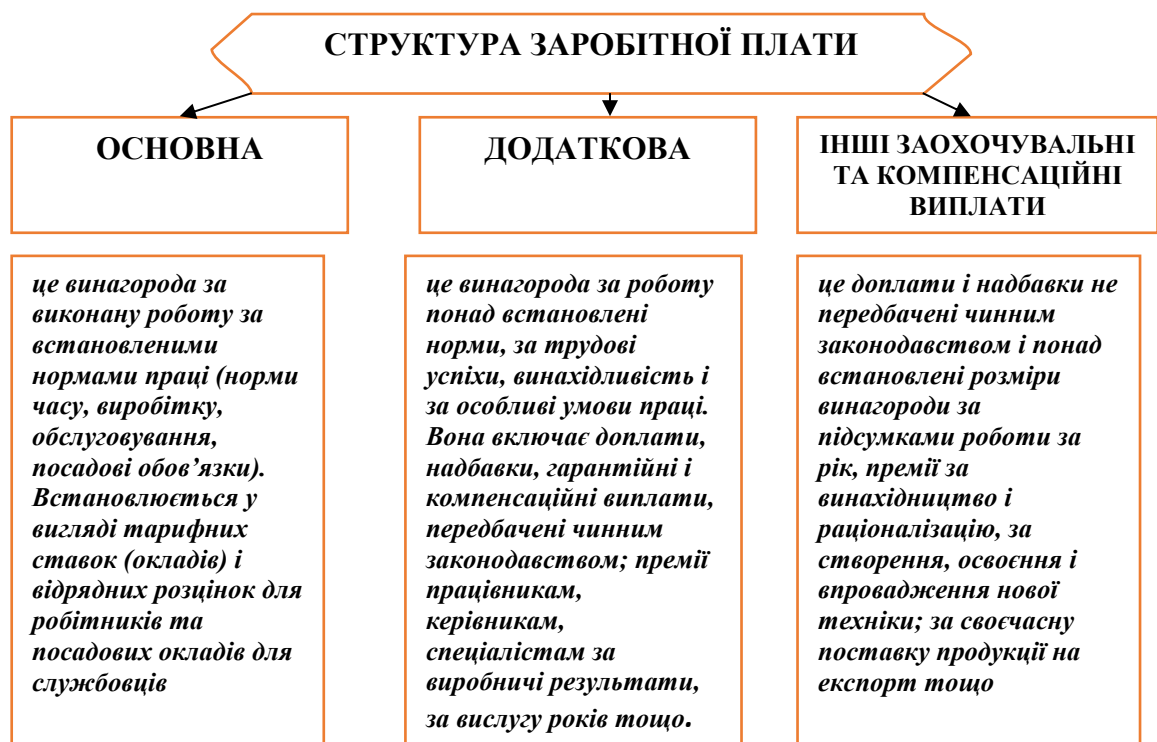 СТРУКТУРА ЗАРОБІТНОЇ ПЛАТИ
ОСНОВНА
ДОДАТКОВА
ІНШІ ЗАОХОЧУВАЛЬНІ
ТА КОМПЕНСАЦІЙНІ
ВИПЛАТИ
це винагорода за
виконану роботу за
встановленими
нормами праці (норми
часу, виробітку,
обслуговування,
посадові обов’язки).
Встановлюється у
вигляді тарифних
ставок (окладів) і
відрядних розцінок для
робітників та
посадових окладів для
службовців
це винагорода за роботу
понад встановлені
норми, за трудові
успіхи, винахідливість і
за особливі умови праці.
Вона включає доплати,
надбавки, гарантійні і
компенсаційні виплати,
передбачені чинним
законодавством; премії
працівникам,
керівникам,
спеціалістам за
виробничі результати,
за вислугу років тощо.
це доплати і надбавки не
передбачені чинним
законодавством і понад
встановлені розміри
винагороди за
підсумками роботи за
рік, премії за
винахідництво і
раціоналізацію, за
створення, освоєння і
впровадження нової
техніки; за своєчасну
поставку продукції на
експорт тощо